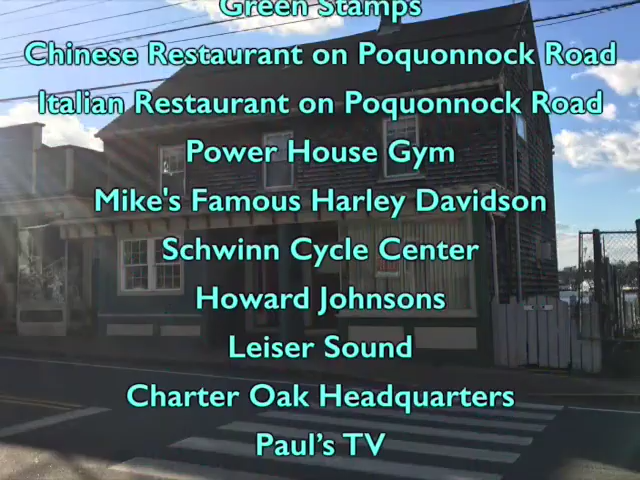 Green Stamps
Chinese Restaurant on Poquonnock Road
Italian Restaurant on Poquonnock Road
Power House Gym
Mike's Famous Harley Davidson
Schwinn Cycle Center
Howard Johnsons
Leiser Sound
Charter Oak Headquarters
Paul’s TV